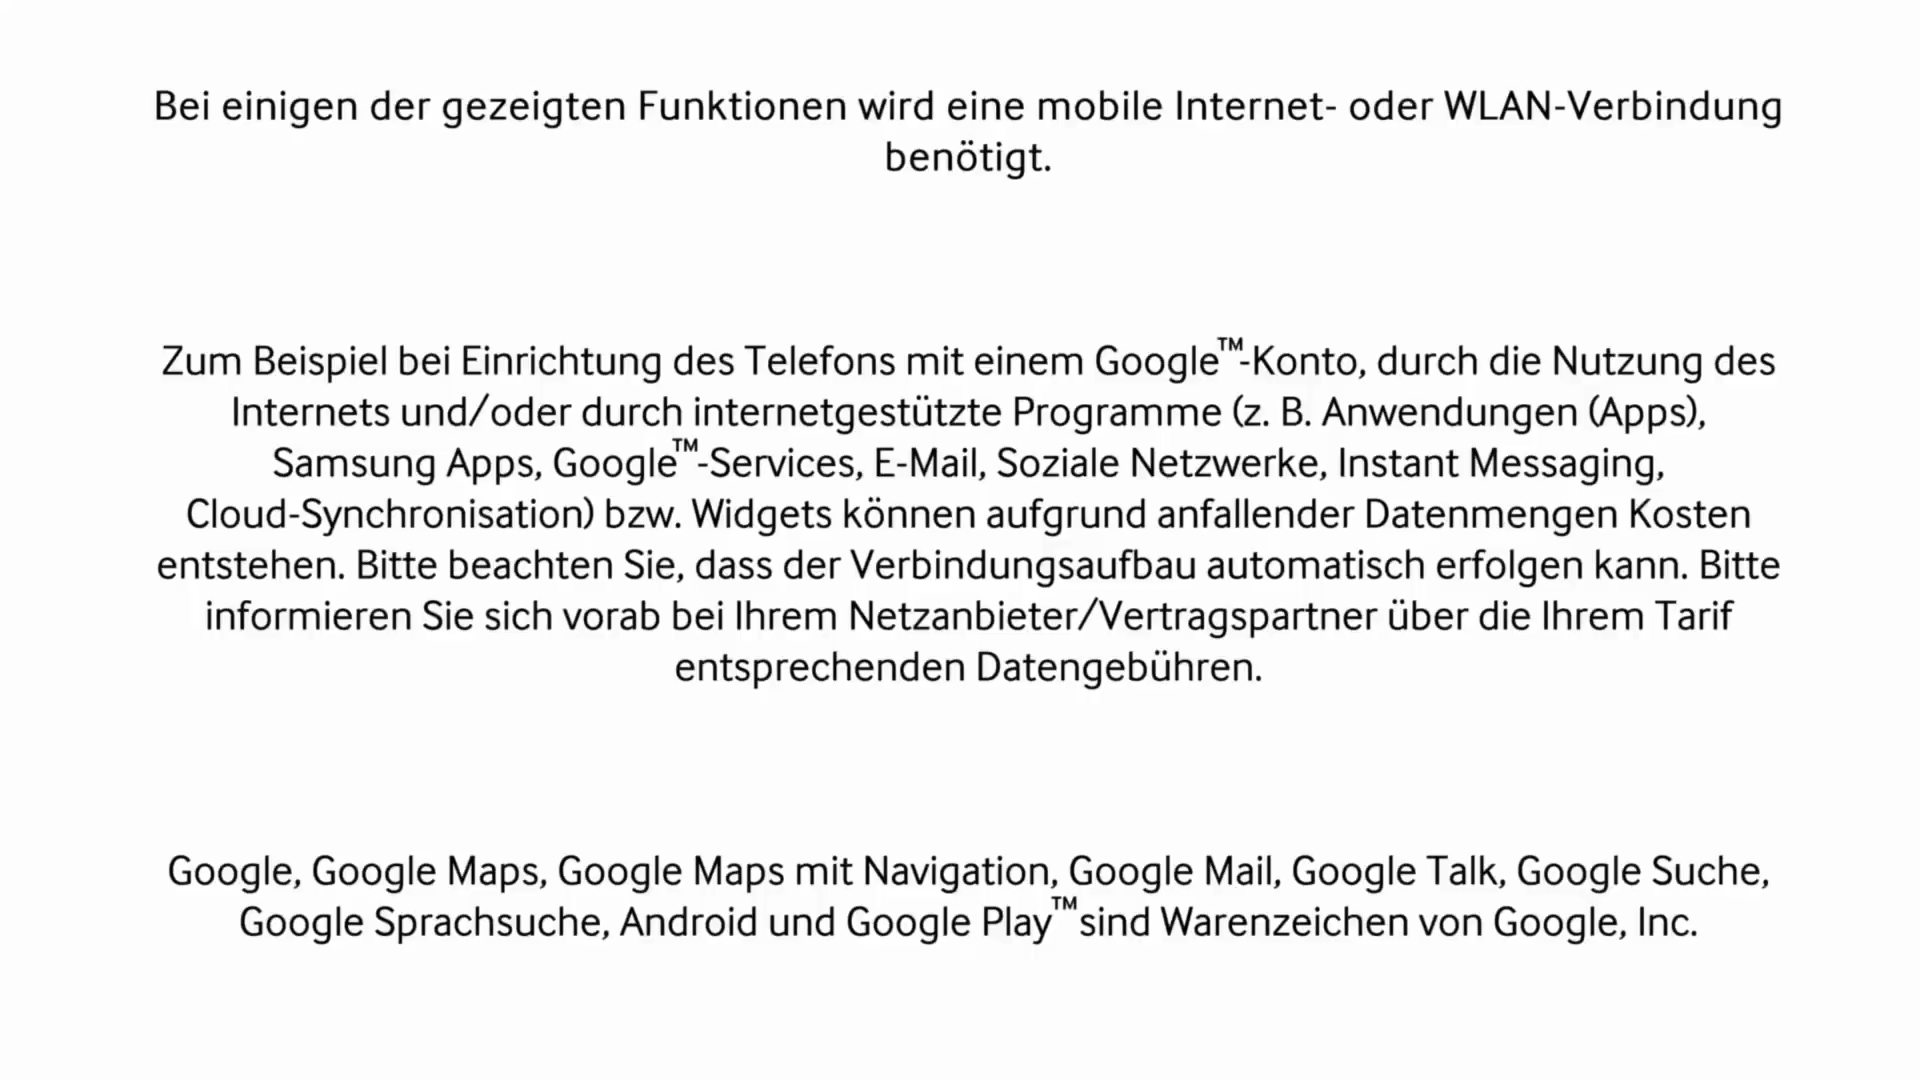 Bei einigen der gezeigten Funktionen wird eine mobile Internet- oder WLAN-Verbindung
benötigt.
Zum Beispiel bei Einrichtung des Telefons mit einem Google™-Konto, durch die Nutzung des
Internets und/oder durch internetgestützte Programme (z. B. Anwendungen (Apps),
Samsung Apps, Google™-Services, E-Mail, Soziale Netzwerke, Instant Messaging,
Cloud-Synchronisation) bzw. Widgets können aufgrund anfallender Datenmengen Kosten
entstehen. Bitte beachten Sie, dass der Verbindungsaufbau automatisch erfolgen kann. Bitte
informieren Sie sich vorab bei Ihrem Netzanbieter/Vertragspartner über die Ihrem Tarif
entsprechenden Datengebühren.
Google, Google Maps, Google Maps mit Navigation, Google Mail, Google Talk, Google Suche,
Google Sprachsuche, Android und Google Play™ sind Warenzeichen von Google, Inc.